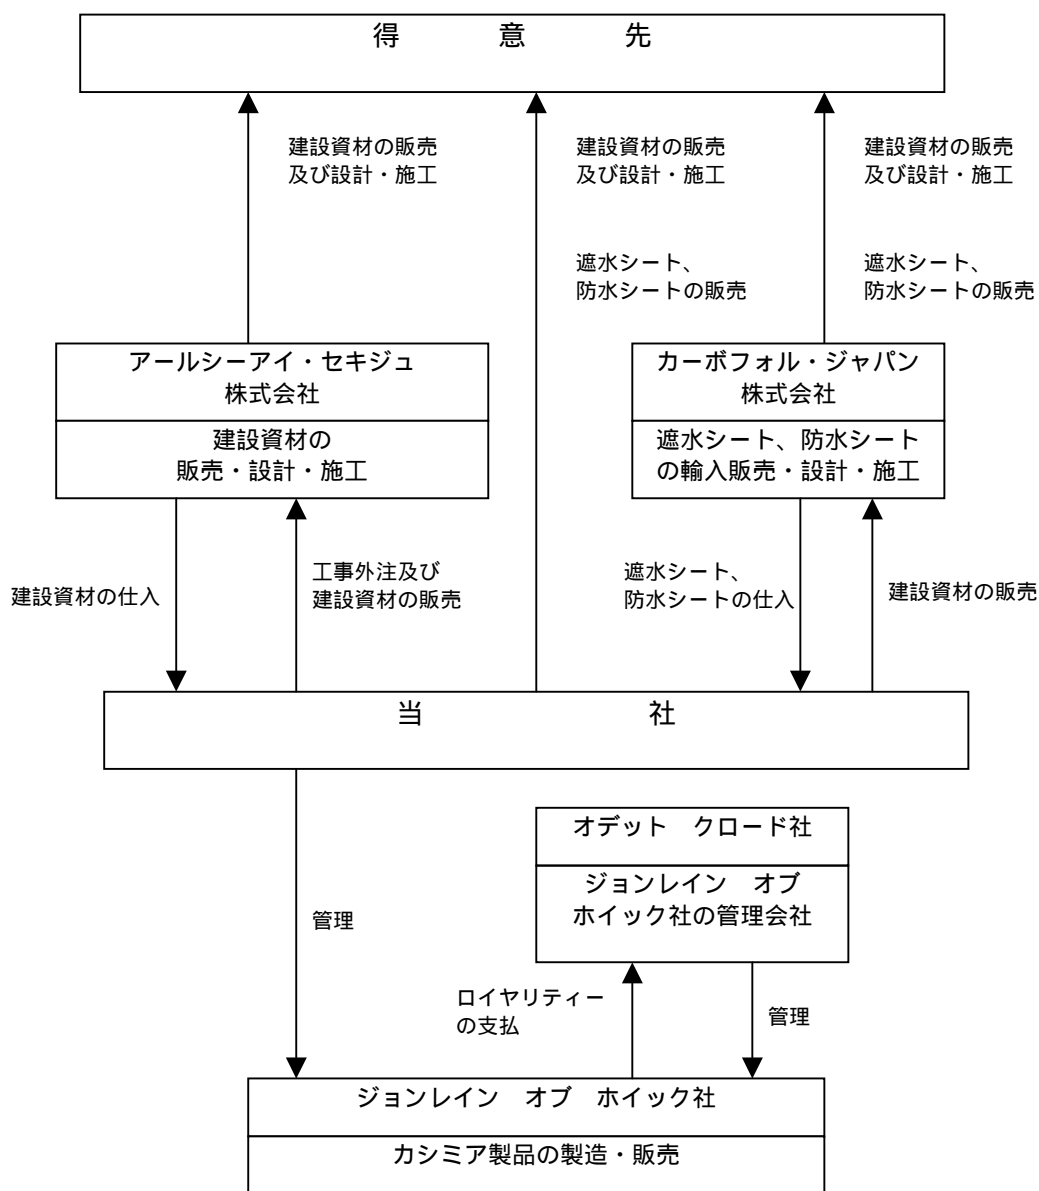 得 意 先
建設資材の販売
及び設計・施工
建設資材の販売
及び設計・施工
建設資材の販売
及び設計・施工
遮水シート、
防水シートの販売
遮水シート、
防水シートの販売
アールシーアイ・セキジュ
株式会社
建設資材の
販売・設計・施工
カーボフォル・ジャパン
株式会社
遮水シート、防水シート
の輸入販売・設計・施工
建設資材の仕入
工事外注及び
建設資材の販売
遮水シート、
防水シートの仕入
建設資材の販売
当 社
オデット クロード社
ジョンレイン オブ
ホイック社の管理会社
管理
ロイヤリティー
の支払
管理
ジョンレイン オブ ホイック社
カシミア製品の製造・販売